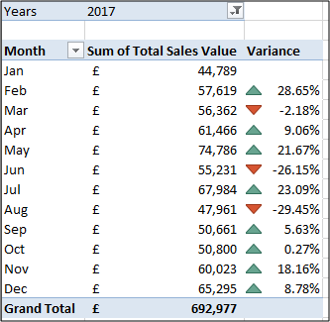 Years 2017
Month Sum of Total Sales Value Variance
Jan £ 44,789
Feb £ 57,619 28.65%
Mar £ 56,362 -2.18%
Apr £ 61,466 9.06%
May £ 74,786 21.67%
Jun £ 55,231 -26.15%
Jul £ 67,984 23.09%
Aug £ 47,961 -29.45%
Sep £ 50,661 5.63%
Oct £ 50,800 0.27%
Nov £ 60,023 18.16%
Dec £ 65,295 8.78%
Grand Total £ 692,977